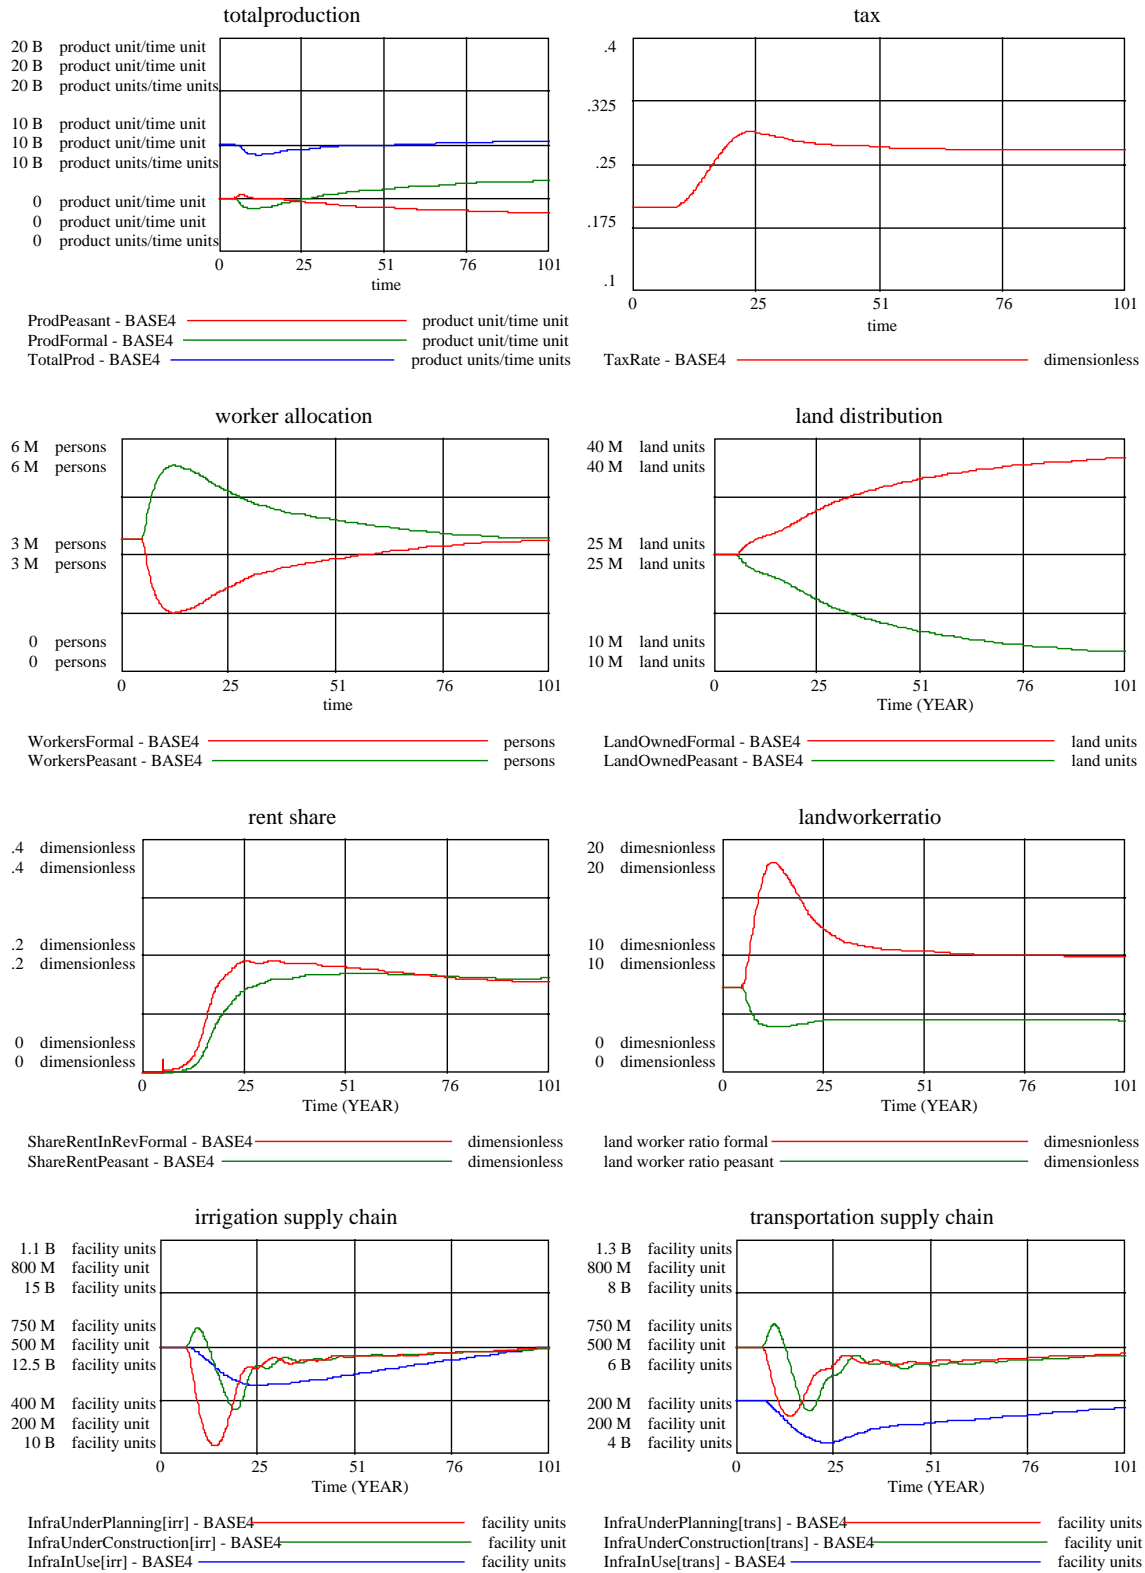 totalproduction
20 B product unit/time unit
20 B product unit/time unit
20 B product units/time units
10 B product unit/time unit
10 B product unit/time unit
10 B product units/time units
0 product unit/time unit
0 product unit/time unit
0 product units/time units
0 25 51 76 101
time
ProdPeasant - BASE4 product unit/time unit
ProdFormal - BASE4 product unit/time unit
TotalProd - BASE4 product units/time units
tax
.4
.325
.25
.175
.1
0 25 51 76 101
time
TaxRate - BASE4 dimensionless
worker allocation
6 M persons
6 M persons
3 M persons
3 M persons
0 persons
0 persons
0 25 51 76 101
time
WorkersFormal - BASE4 persons
WorkersPeasant - BASE4 persons
land distribution
40 M land units
40 M land units
25 M land units
25 M land units
10 M land units
10 M land units
0 25 51 76 101
Time (YEAR)
LandOwnedFormal - BASE4 land units
LandOwnedPeasant - BASE4 land units
rent share
.4 dimensionless
.4 dimensionless
.2 dimensionless
.2 dimensionless
0 dimensionless
0 dimensionless
0 25 51 76 101
Time (YEAR)
ShareRentInRevFormal - BASE4 dimensionless
ShareRentPeasant - BASE4 dimensionless
landworkerratio
20 dimesnionless
20 dimensionless
10 dimesnionless
10 dimensionless
0 dimesnionless
0 dimensionless
0 25 51 76 101
Time (YEAR)
land worker ratio formal dimesnionless
land worker ratio peasant dimensionless
irrigation supply chain
1.1 B facility units
800 M facility unit
15 B facility units
750 M facility units
500 M facility unit
12.5 B facility units
400 M facility units
200 M facility unit
10 B facility units
0 25 51 76 101
Time (YEAR)
InfraUnderPlanning[irr] - BASE4 facility units
InfraUnderConstruction[irr] - BASE4 facility unit
InfraInUse[irr] - BASE4 facility units
transportation supply chain
1.3 B facility units
800 M facility unit
8 B facility units
750 M facility units
500 M facility unit
6 B facility units
200 M facility units
200 M facility unit
4 B facility units
0 25 51 76 101
Time (YEAR)
InfraUnderPlanning[trans] - BASE4 facility units
InfraUnderConstruction[trans] - BASE4 facility unit
InfraInUse[trans] - BASE4 facility units